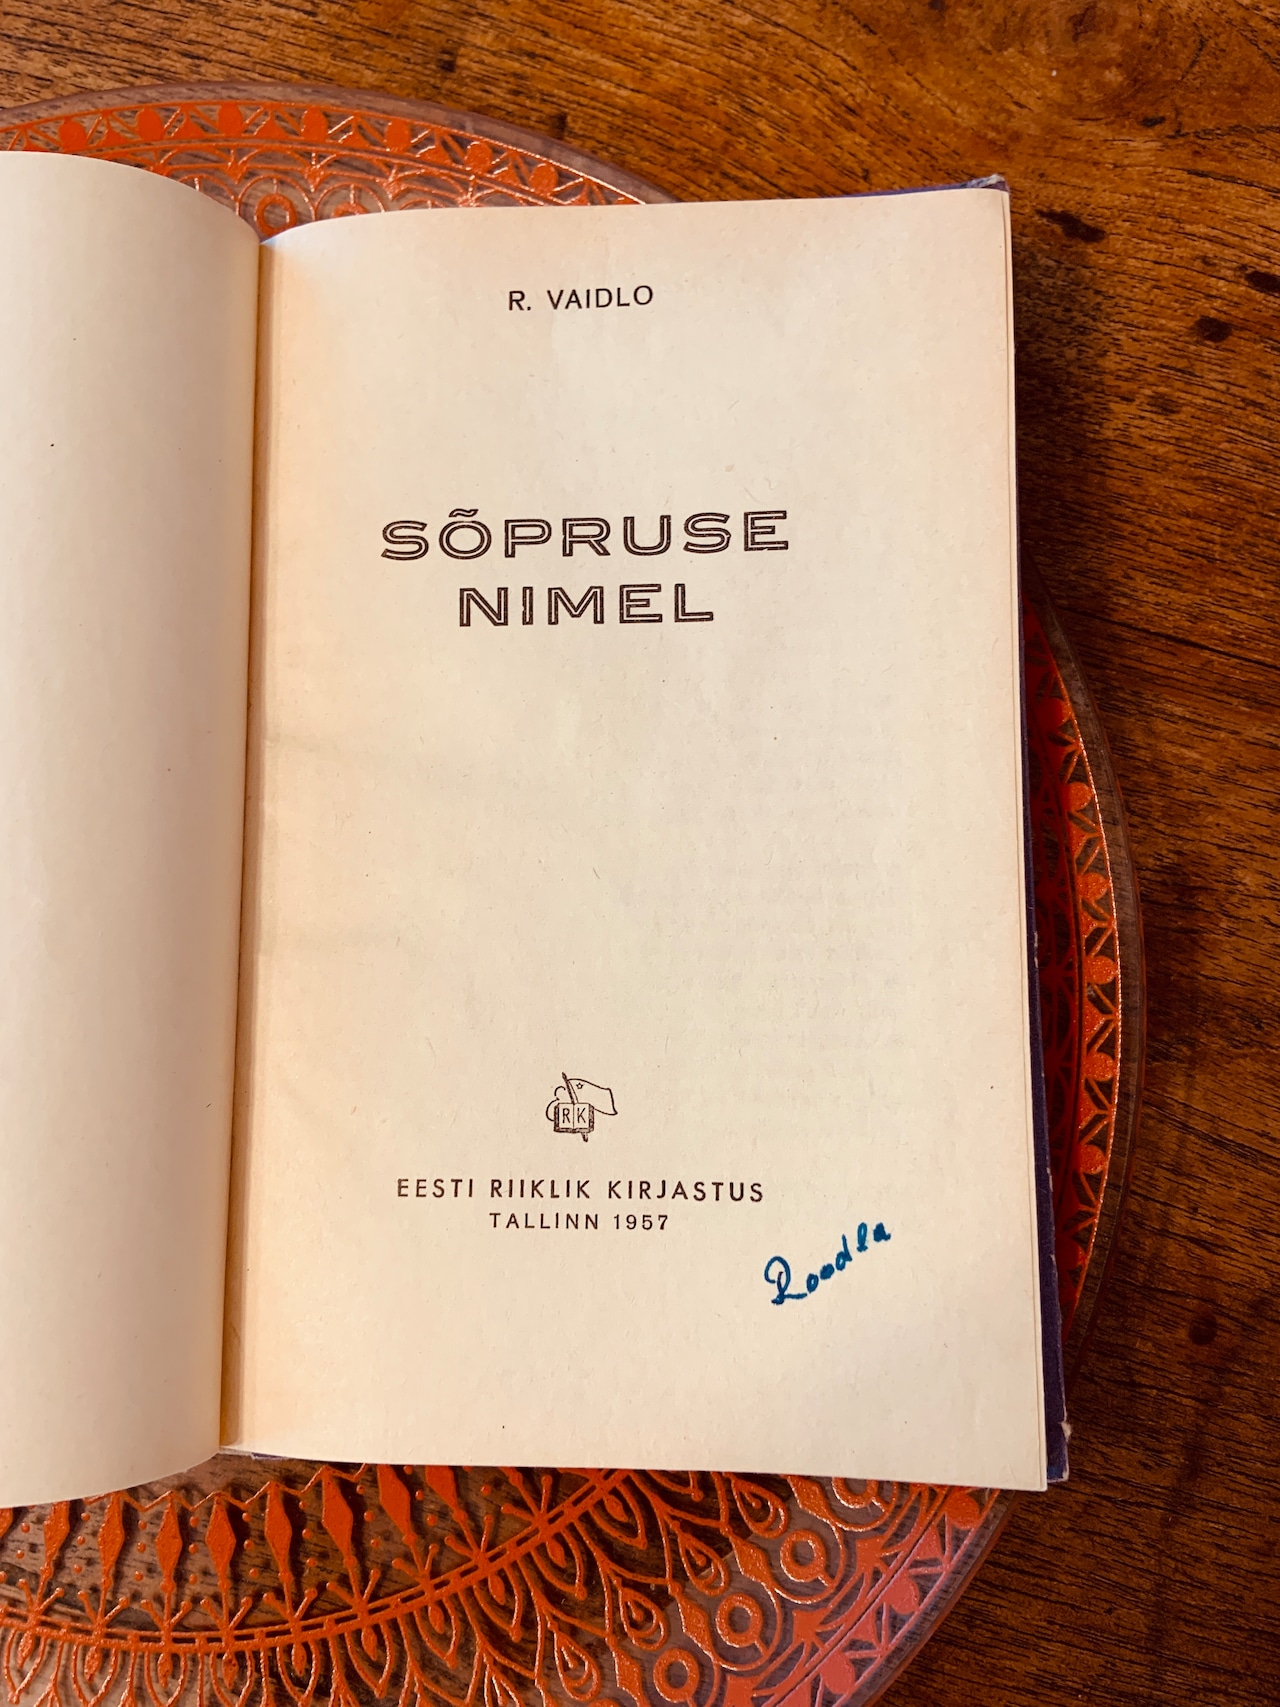 R. VAIDLO
SÕPRUSE
NIMEL
RK
EESTI RIIKLIK KIRJASTUS
TALLINN 1957
Roodla